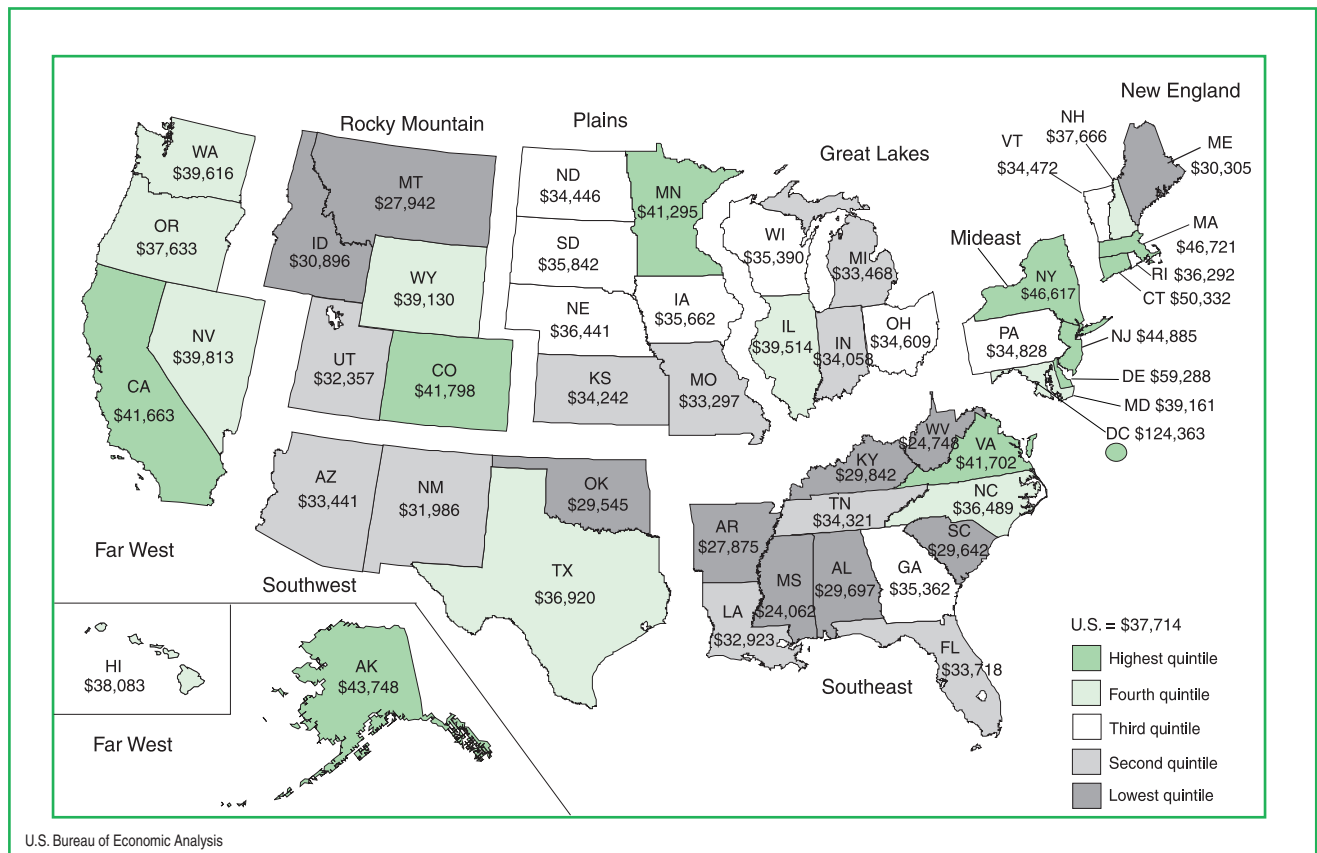 New England
Rocky Mountain
Plains
Great Lakes
Mideast
WA
$39,616
OR
$37,633
CA
$41,663
NV
$39,813
MT
$27,942
ID
$30,896
WY
$39,130
UT
$32,357
CO
$41,798
ND
$34,446
SD
$35,842
NE
$36,441
KS
$34,242
MN
$41,295
IA
$35,662
MO
$33,297
WI
$35,390
MI
$33,468
IL
$39,514
IN
$34,058
OH
$34,609
VT
$34,472
NH
$37,666
ME
$30,305
MA
$46,721
RI $36,292
CT $50,332
NY
$46,617
PA
$34,828
NJ $44,885
DE $59,288
MD $39,161
DC $124,363
AZ
$33,441
NM
$31,986
OK
$29,545
TX
$36,920
AR
$27,875
LA
$32,923
MS
$24,062
AL
$29,697
GA
$35,362
FL
$33,718
SC
$29,642
NC
$36,489
TN
$34,321
KY
$29,842
WV
$24,748
VA
$41,702
Far West
Southwest
Southeast
HI
$38,083
AK
$43,748
Far West
U.S. = $37,714
Highest quintile
Fourth quintile
Third quintile
Second quintile
Lowest quintile
U.S. Bureau of Economic Analysis